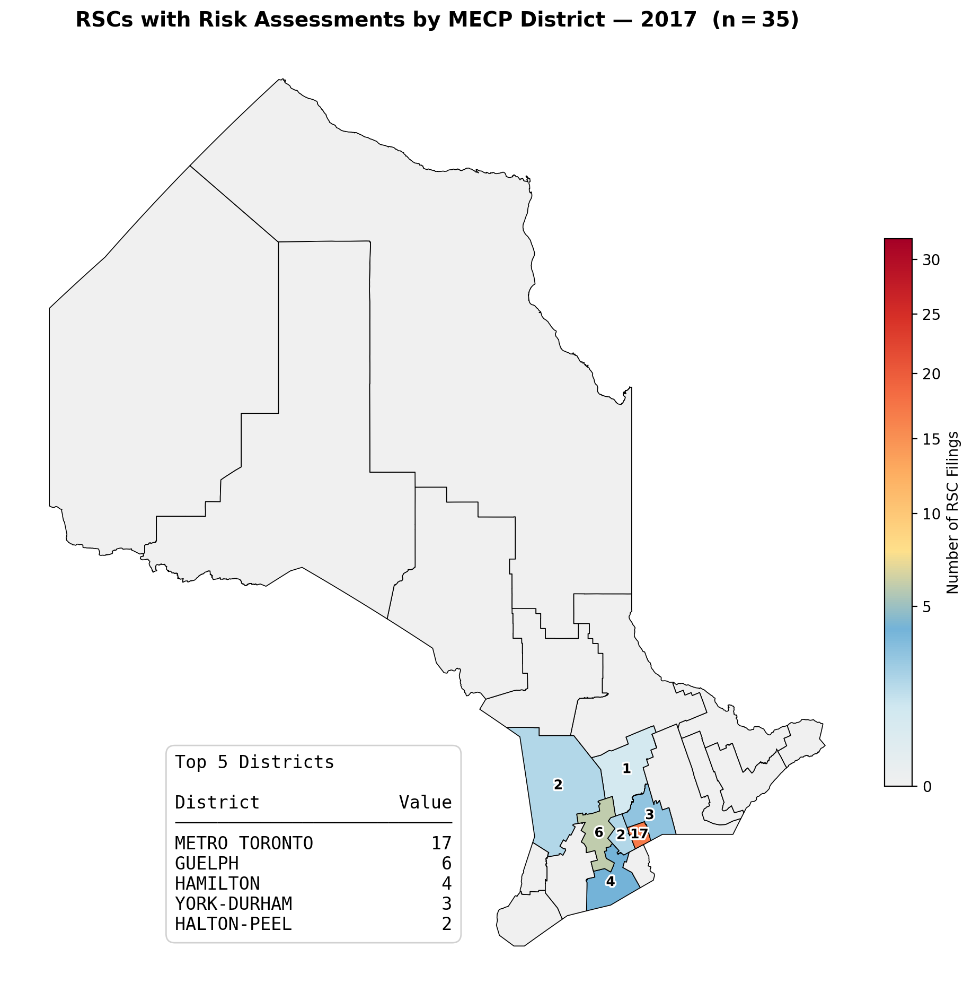 RSCs with Risk Assessments by MECP District — 2017 (n = 35)
30
25
20
15
10
5
0
Number of RSC Filings
2
1
3
6
2
17
4
Top 5 Districts
District Value
METRO TORONTO 17
GUELPH 6
HAMILTON 4
YORK-DURHAM 3
HALTON-PEEL 2